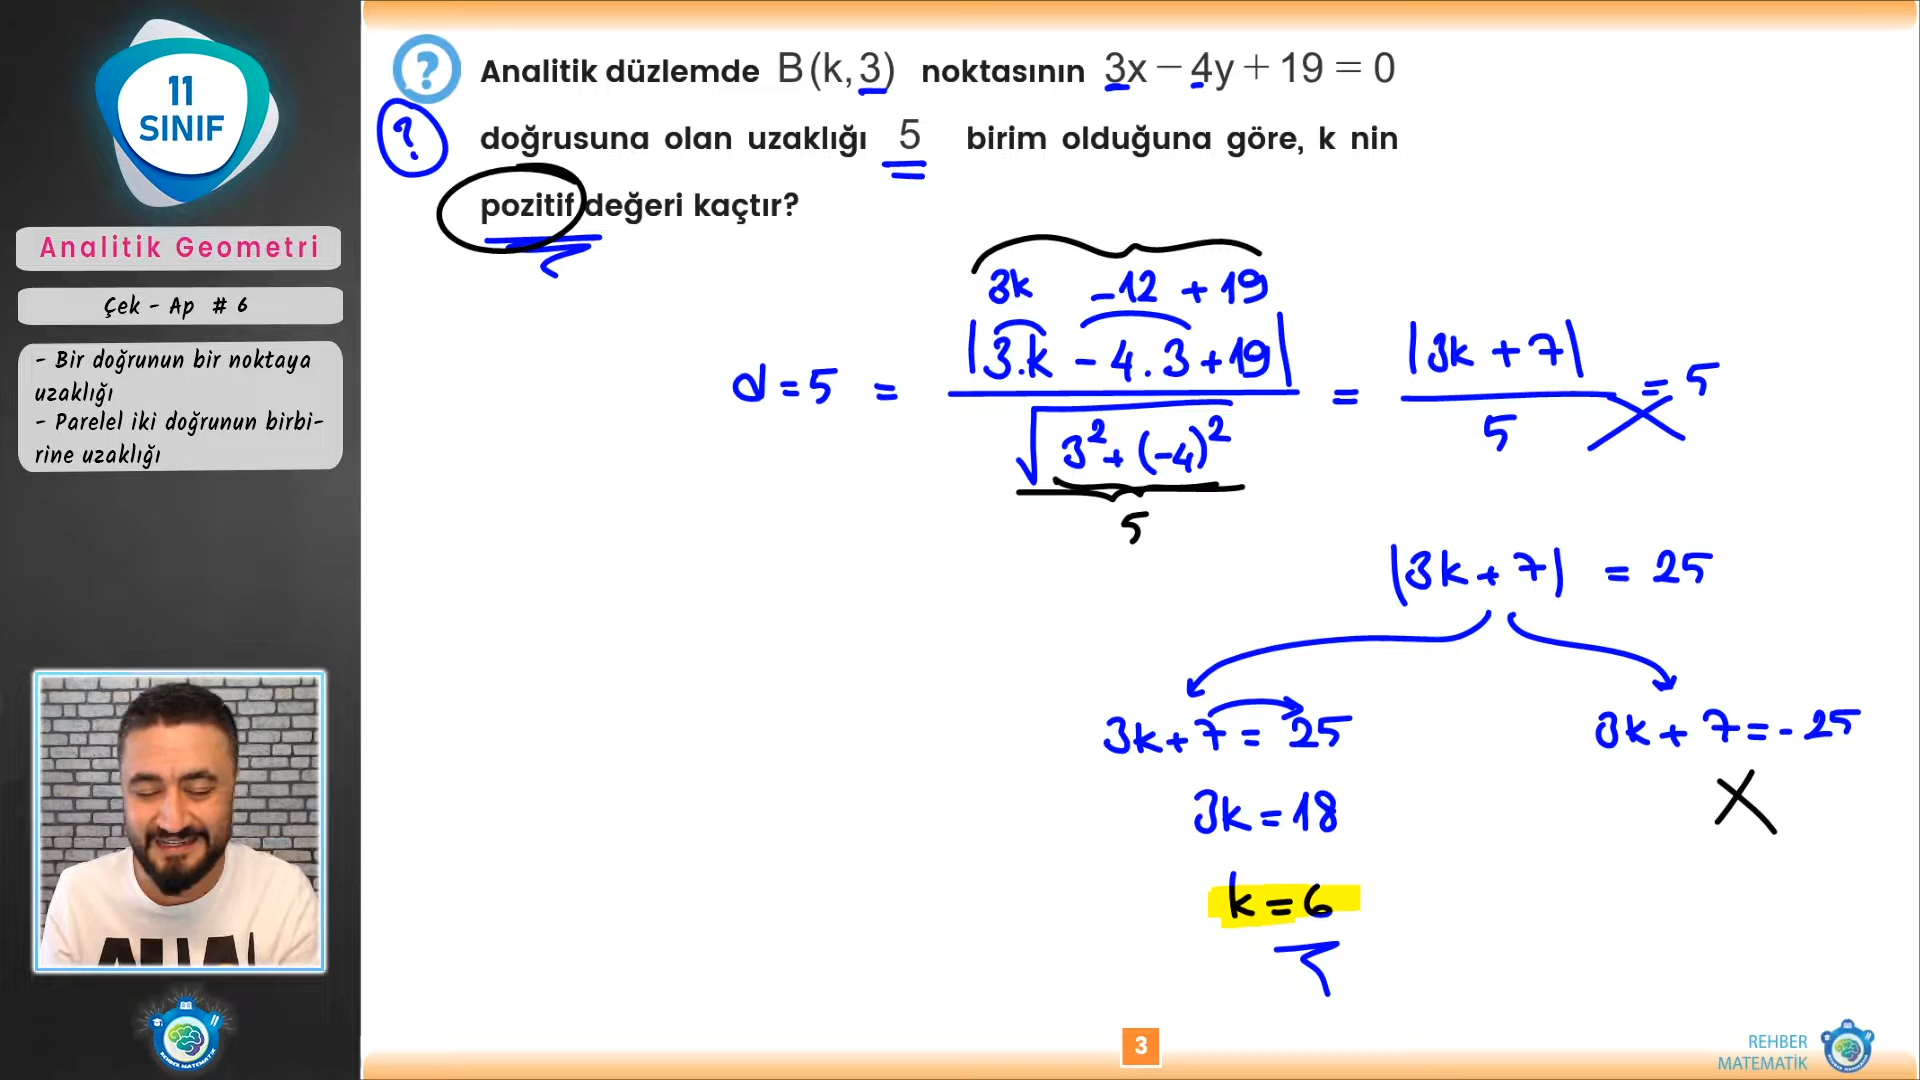 11
SINIF
Analitik Geometri
Çek - Ap # 6
- Bir doğrunun bir noktaya
uzaklığı
- Parelel iki doğrunun birbi-
rine uzaklığı
? Analitik düzlemde B(k,3) noktasının 3x-4y+19=0
? doğrusuna olan uzaklığı 5 birim olduğuna göre, k nin
pozitif değeri kaçtır?
3k -12 +19
d=5 = |3.k - 4.3+19| / √3²+(-4)² = |3k+7| / 5 = 5
5
|3k+7| = 25
3k+7=25 3k+7=-25
3k=18 X
k=6
3
REHBER
MATEMATİK
REHBER MATEMATİK